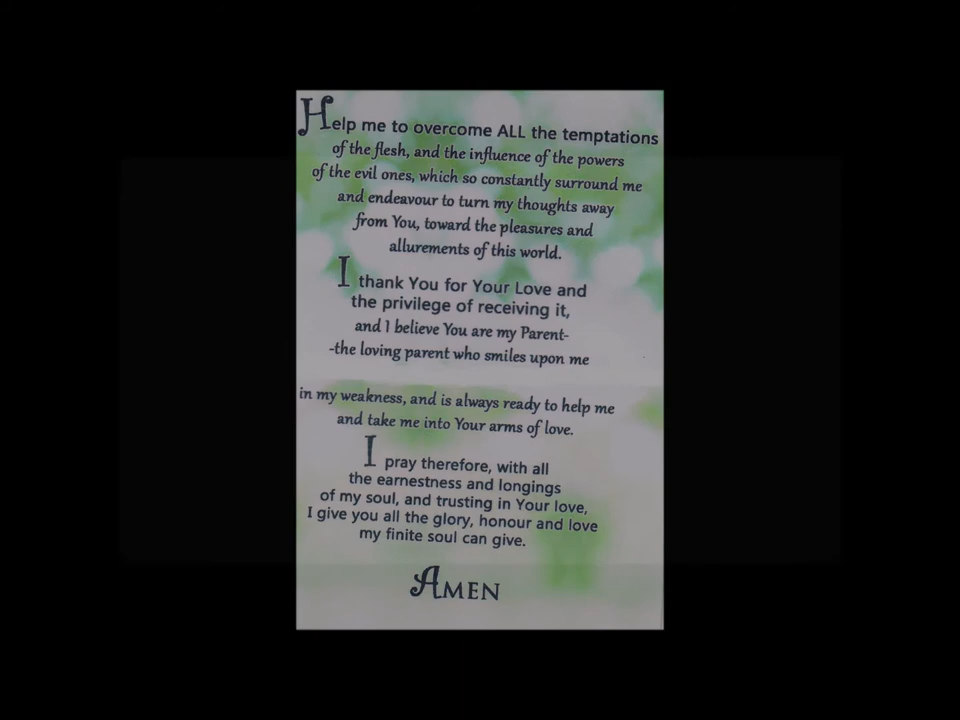 Help me to overcome ALL the temptations
of the flesh, and the influence of the powers
of the evil ones, which so constantly surround me
and endeavour to turn my thoughts away
from You, toward the pleasures and
allurements of this world.
I thank You for Your Love and
the privilege of receiving it,
and I believe You are my Parent-
-the loving parent who smiles upon me
in my weakness, and is always ready to help me
and take me into Your arms of love.
I pray therefore, with all
the earnestness and longings
of my soul, and trusting in Your love,
I give you all the glory, honour and love
my finite soul can give.
AMEN